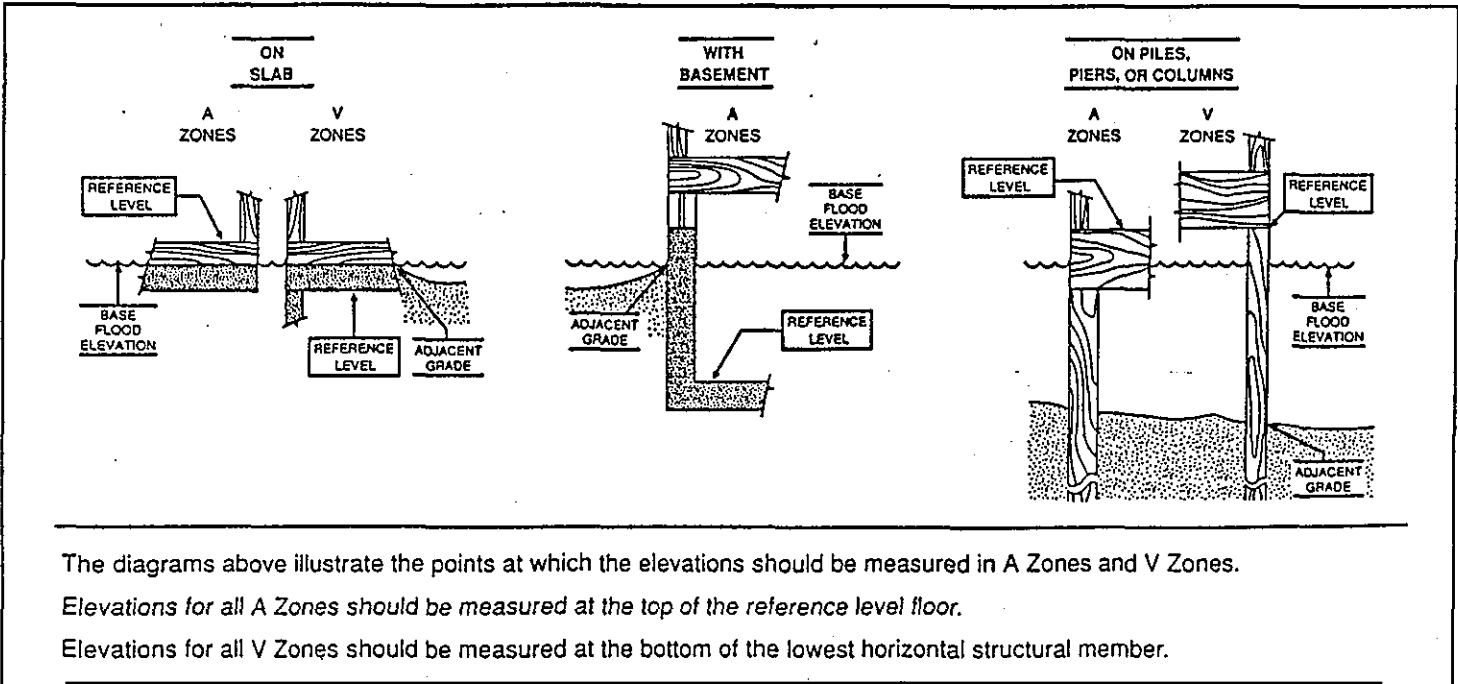 ON
SLAB
A
ZONES
V
ZONES
REFERENCE
LEVEL
BASE
FLOOD
ELEVATION
REFERENCE
LEVEL
ADJACENT
GRADE
WITH
BASEMENT
A
ZONES
BASE
FLOOD
ELEVATION
ADJACENT
GRADE
REFERENCE
LEVEL
ON PILES,
PIERS, OR COLUMNS
A
ZONES
V
ZONES
REFERENCE
LEVEL
REFERENCE
LEVEL
BASE
FLOOD
ELEVATION
ADJACENT
GRADE
The diagrams above illustrate the points at which the elevations should be measured in A Zones and V Zones.
Elevations for all A Zones should be measured at the top of the reference level floor.
Elevations for all V Zones should be measured at the bottom of the lowest horizontal structural member.